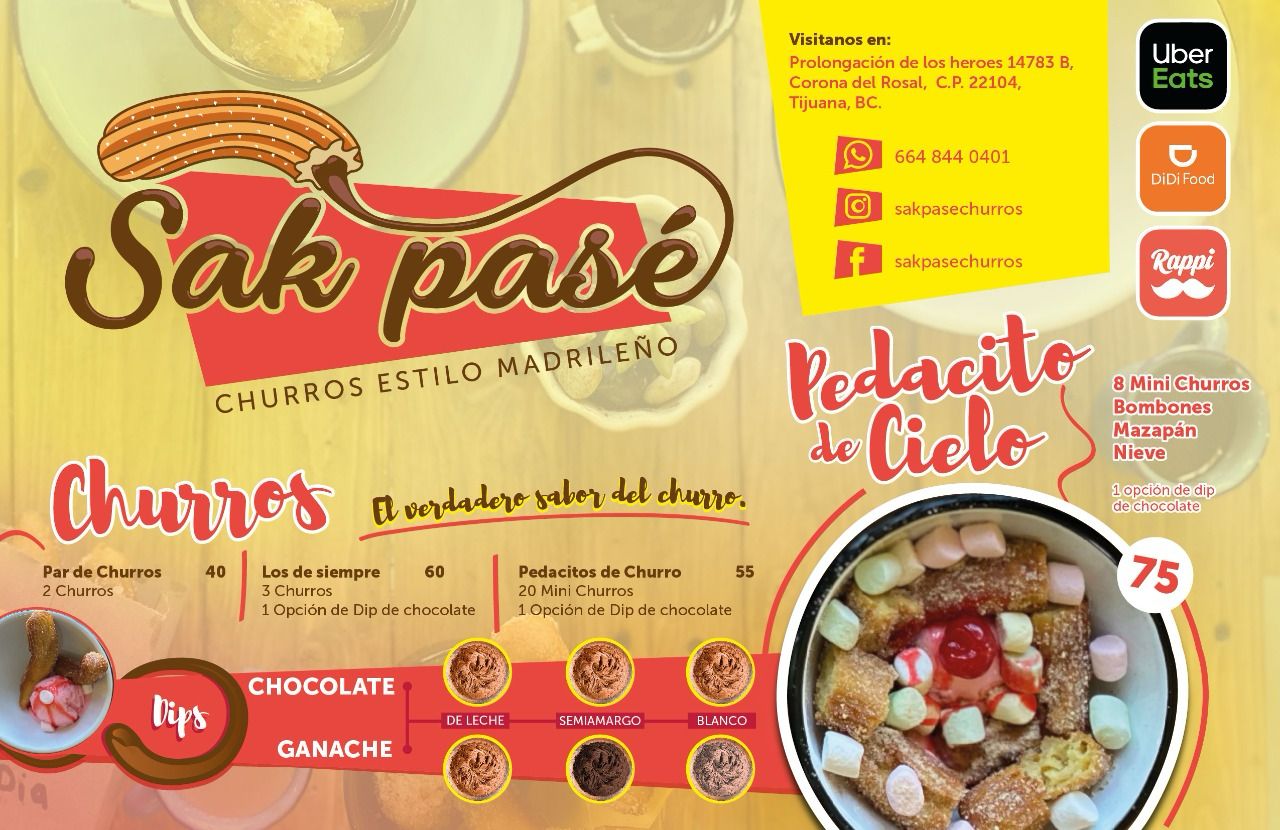 Sak pasé
CHURROS ESTILO MADRILEÑO
Visitanos en:
Prolongación de los heroes 14783 B,
Corona del Rosal, C.P. 22104,
Tijuana, BC.
664 844 0401
sakpasechurros
sakpasechurros
Uber
Eats
DiDi Food
Rappi
Pedacito
de Cielo
8 Mini Churros
Bombones
Mazapán
Nieve
1 opción de dip
de chocolate
75
Churros
El verdadero sabor del churro.
Par de Churros 40
2 Churros
Los de siempre 60
3 Churros
1 Opción de Dip de chocolate
Pedacitos de Churro 55
20 Mini Churros
1 Opción de Dip de chocolate
Dips
CHOCOLATE
DE LECHE SEMIAMARGO BLANCO
GANACHE